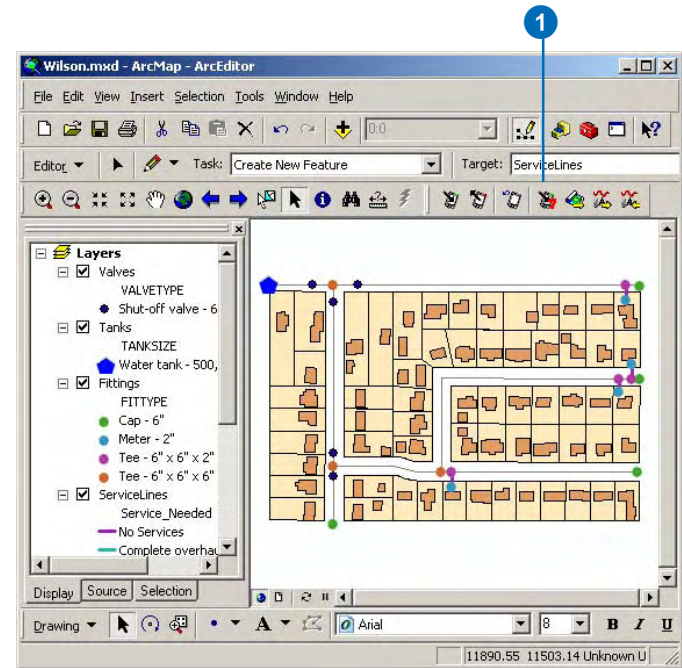 1
Wilson.mxd - ArcMap - ArcEditor
File Edit View Insert Selection Tools Window Help
0:0
Editor Task: Create New Feature Target: ServiceLines
Layers
Valves
VALVETYPE
Shut-off valve - 6
Tanks
TANKSIZE
Water tank - 500,
Fittings
FITTYPE
Cap - 6"
Meter - 2"
Tee - 6" x 6" x 2"
Tee - 6" x 6" x 6"
ServiceLines
Service_Needed
No Services
Complete overhau
Display Source Selection
Drawing A Arial 8 B I U
11890.55 11503.14 Unknown U